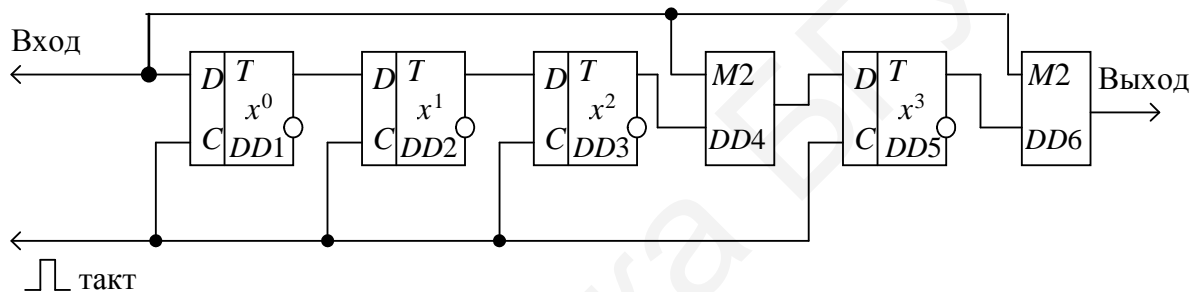 Вход
D T x⁰ C DD1
D T x¹ C DD2
D T x² C DD3
M2 DD4
D T x³ C DD5
M2 DD6
Выход
такт